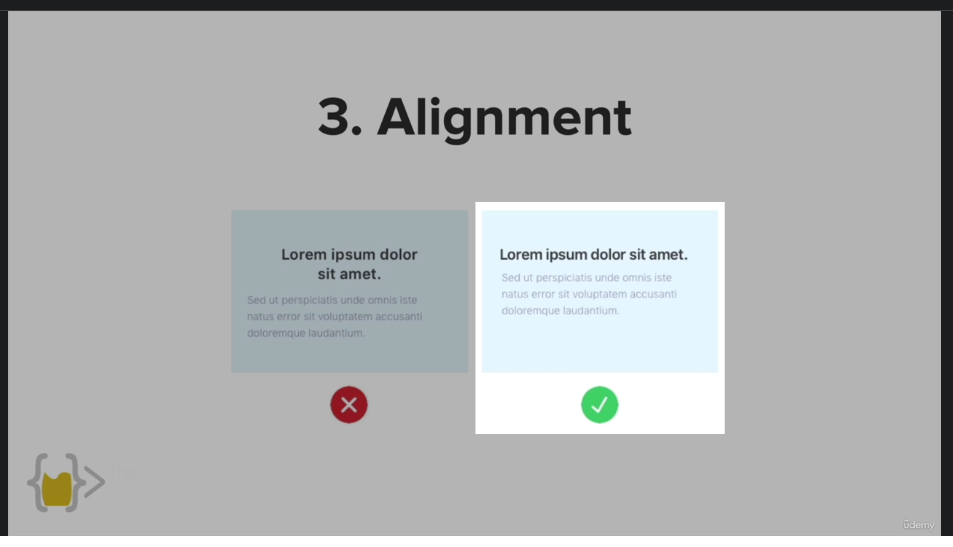 3. Alignment
Lorem ipsum dolor
sit amet.
Sed ut perspiciatis unde omnis iste
natus error sit voluptatem accusanti
doloremque laudantium.
Lorem ipsum dolor sit amet.
Sed ut perspiciatis unde omnis iste
natus error sit voluptatem accusanti
doloremque laudantium.
udemy